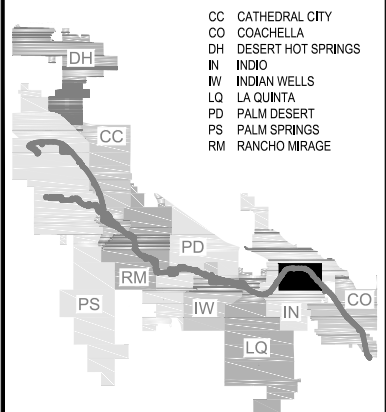 CC CATHEDRAL CITY
CO COACHELLA
DH DESERT HOT SPRINGS
IN INDIO
IW INDIAN WELLS
LQ LA QUINTA
PD PALM DESERT
PS PALM SPRINGS
RM RANCHO MIRAGE
DH
CC
PD
RM
PS
IW
IN
CO
LQ